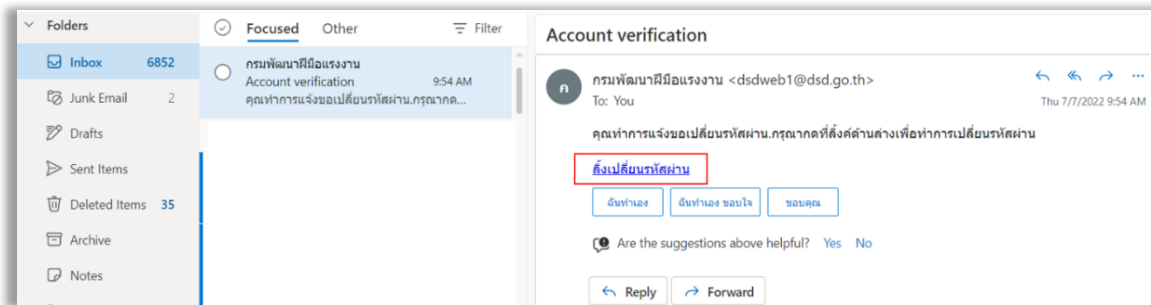 Folders
Inbox 6852
Junk Email 2
Drafts
Sent Items
Deleted Items 35
Archive
Notes
Focused Other Filter
กรมพัฒนาฝีมือแรงงาน
Account verification 9:54 AM
คุณทำการแจ้งขอเปลี่ยนรหัสผ่าน.กรุณากด...
Account verification
ก
กรมพัฒนาฝีมือแรงงาน <dsdweb1@dsd.go.th>
To: You
Thu 7/7/2022 9:54 AM
คุณทำการแจ้งขอเปลี่ยนรหัสผ่าน.กรุณากดที่ลิ้งค์ด้านล่างเพื่อทำการเปลี่ยนรหัสผ่าน
ลิ้งเปลี่ยนรหัสผ่าน
ฉันทำเอง ฉันทำเอง ขอบใจ ขอบคุณ
Are the suggestions above helpful? Yes No
Reply Forward